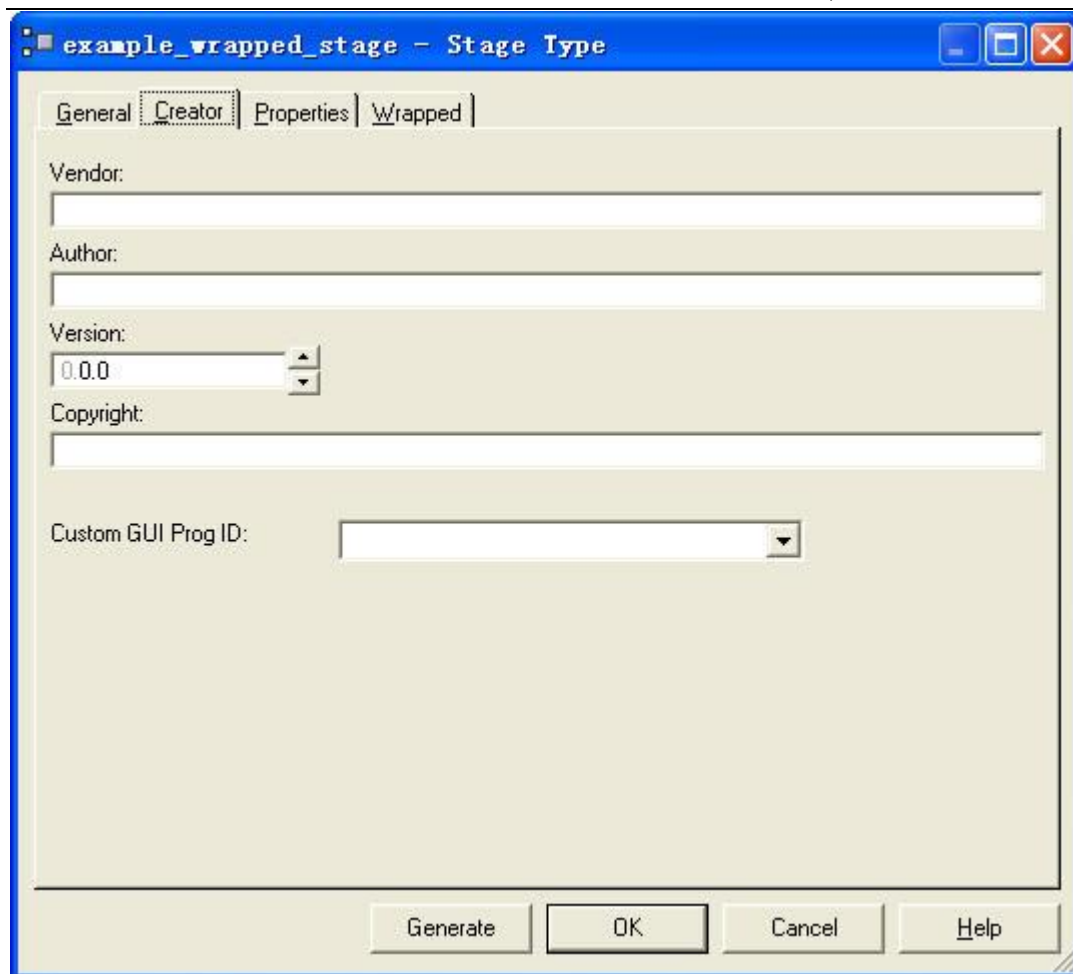 example_wrapped_stage - Stage Type
General Creator Properties Wrapped
Vendor:
Author:
Version:
0.0.0
Copyright:
Custom GUI Prog ID:
Generate OK Cancel Help